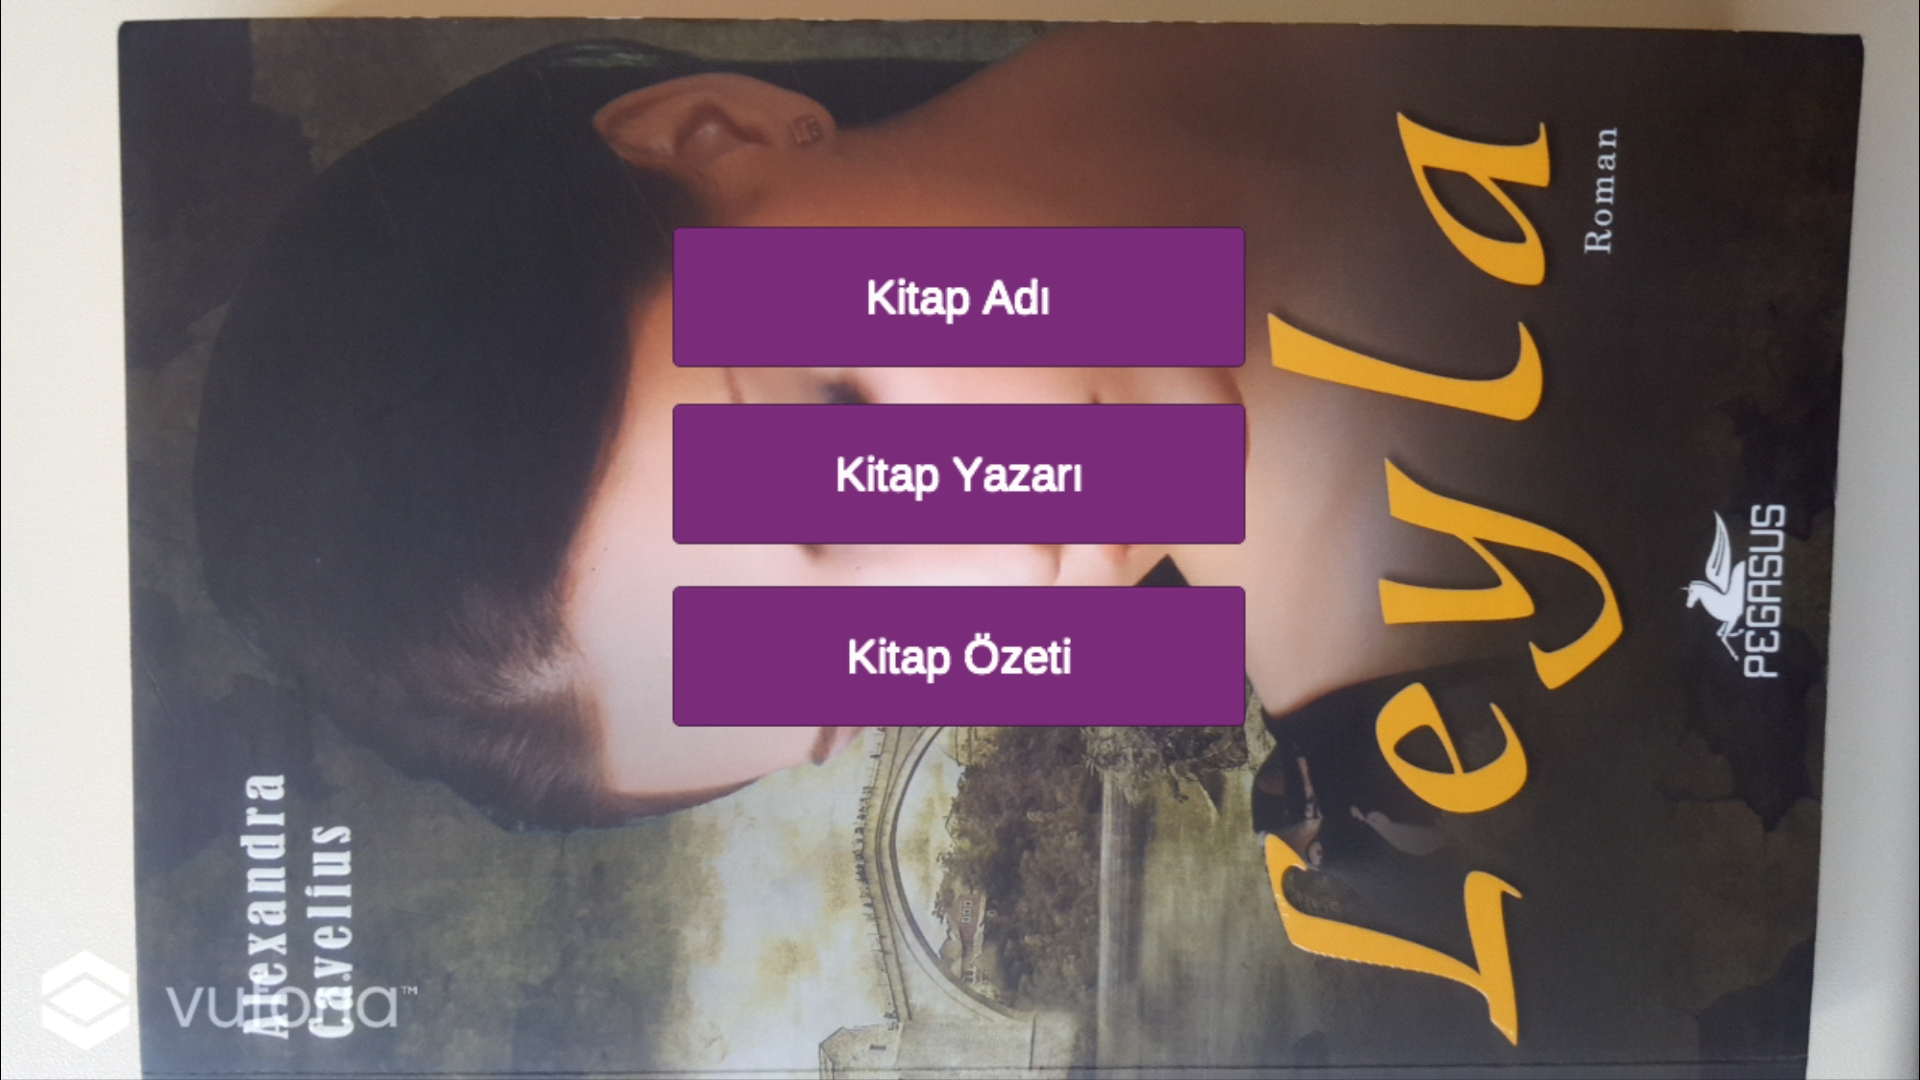 Kitap Adı
Kitap Yazarı
Kitap Özeti
Alexandra
Cavelius
Leyla
Roman
PEGASUS
vuforia™